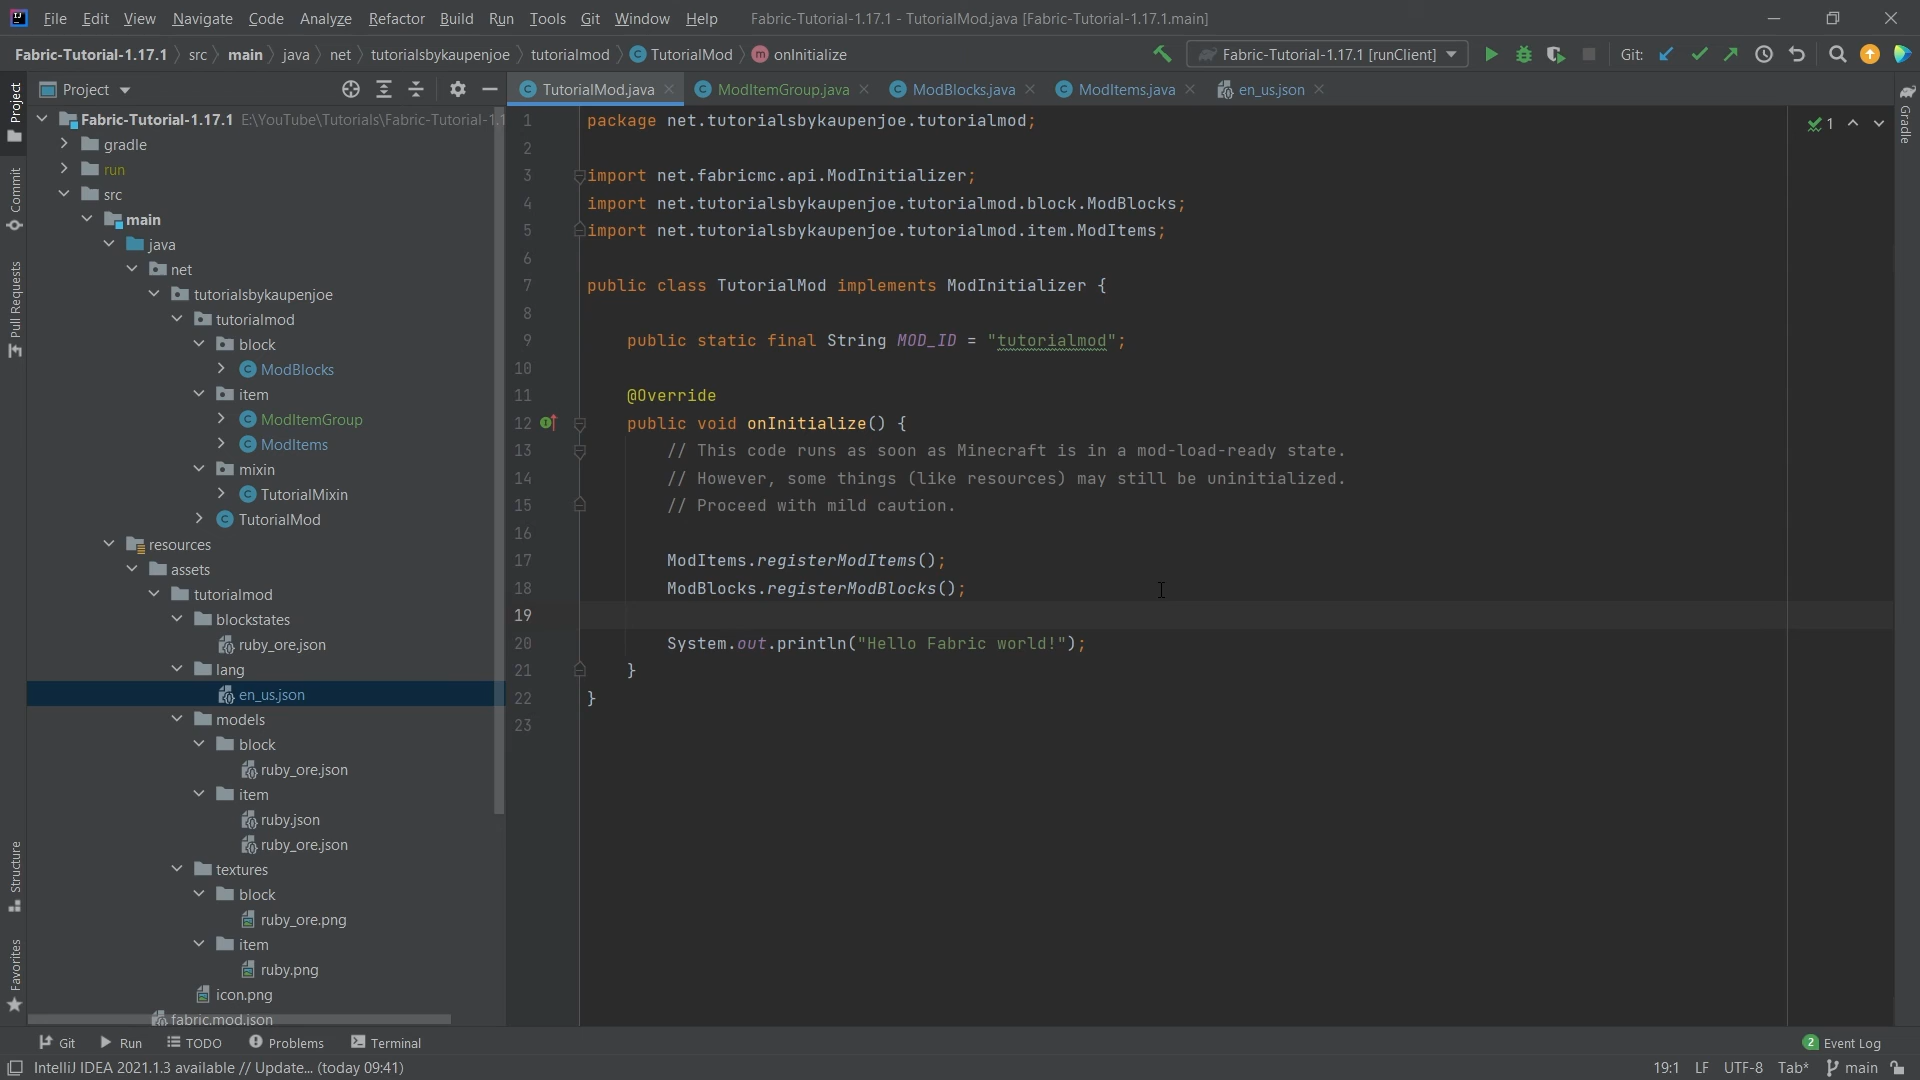 File Edit View Navigate Code Analyze Refactor Build Run Tools Git Window Help Fabric-Tutorial-1.17.1 - TutorialMod.java [Fabric-Tutorial-1.17.1.main]
Fabric-Tutorial-1.17.1 src main java net tutorialsbykaupenjoe tutorialmod TutorialMod onInitialize Fabric-Tutorial-1.17.1 [runClient] Git:
Project
Commit
Pull Requests
Structure
Favorites
Project
Fabric-Tutorial-1.17.1 E:\YouTube\Tutorials\Fabric-Tutorial-1.1
gradle
run
src
main
java
net
tutorialsbykaupenjoe
tutorialmod
block
ModBlocks
item
ModItemGroup
ModItems
mixin
TutorialMixin
TutorialMod
resources
assets
tutorialmod
blockstates
ruby_ore.json
lang
en_us.json
models
block
ruby_ore.json
item
ruby.json
ruby_ore.json
textures
block
ruby_ore.png
item
ruby.png
icon.png
fabric.mod.json
TutorialMod.java ModItemGroup.java ModBlocks.java ModItems.java en_us.json
1 package net.tutorialsbykaupenjoe.tutorialmod;
2
3 import net.fabricmc.api.ModInitializer;
4 import net.tutorialsbykaupenjoe.tutorialmod.block.ModBlocks;
5 import net.tutorialsbykaupenjoe.tutorialmod.item.ModItems;
6
7 public class TutorialMod implements ModInitializer {
8
9 public static final String MOD_ID = "tutorialmod";
10
11 @Override
12 public void onInitialize() {
13 // This code runs as soon as Minecraft is in a mod-load-ready state.
14 // However, some things (like resources) may still be uninitialized.
15 // Proceed with mild caution.
16
17 ModItems.registerModItems();
18 ModBlocks.registerModBlocks();
19
20 System.out.println("Hello Fabric world!");
21 }
22 }
23
1
Gradle
Git Run TODO Problems Terminal 2 Event Log
IntelliJ IDEA 2021.1.3 available // Update... (today 09:41) 19:1 LF UTF-8 Tab* main